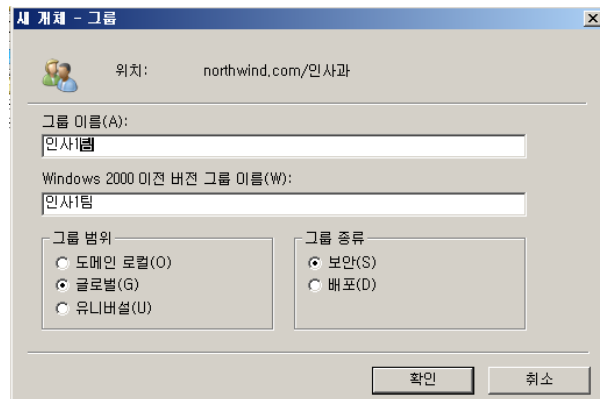 새 개체 - 그룹
위치: northwind.com/인사과
그룹 이름(A):
인사1팀
Windows 2000 이전 버전 그룹 이름(W):
인사1팀
그룹 범위
도메인 로컬(O)
글로벌(G)
유니버설(U)
그룹 종류
보안(S)
배포(D)
확인
취소